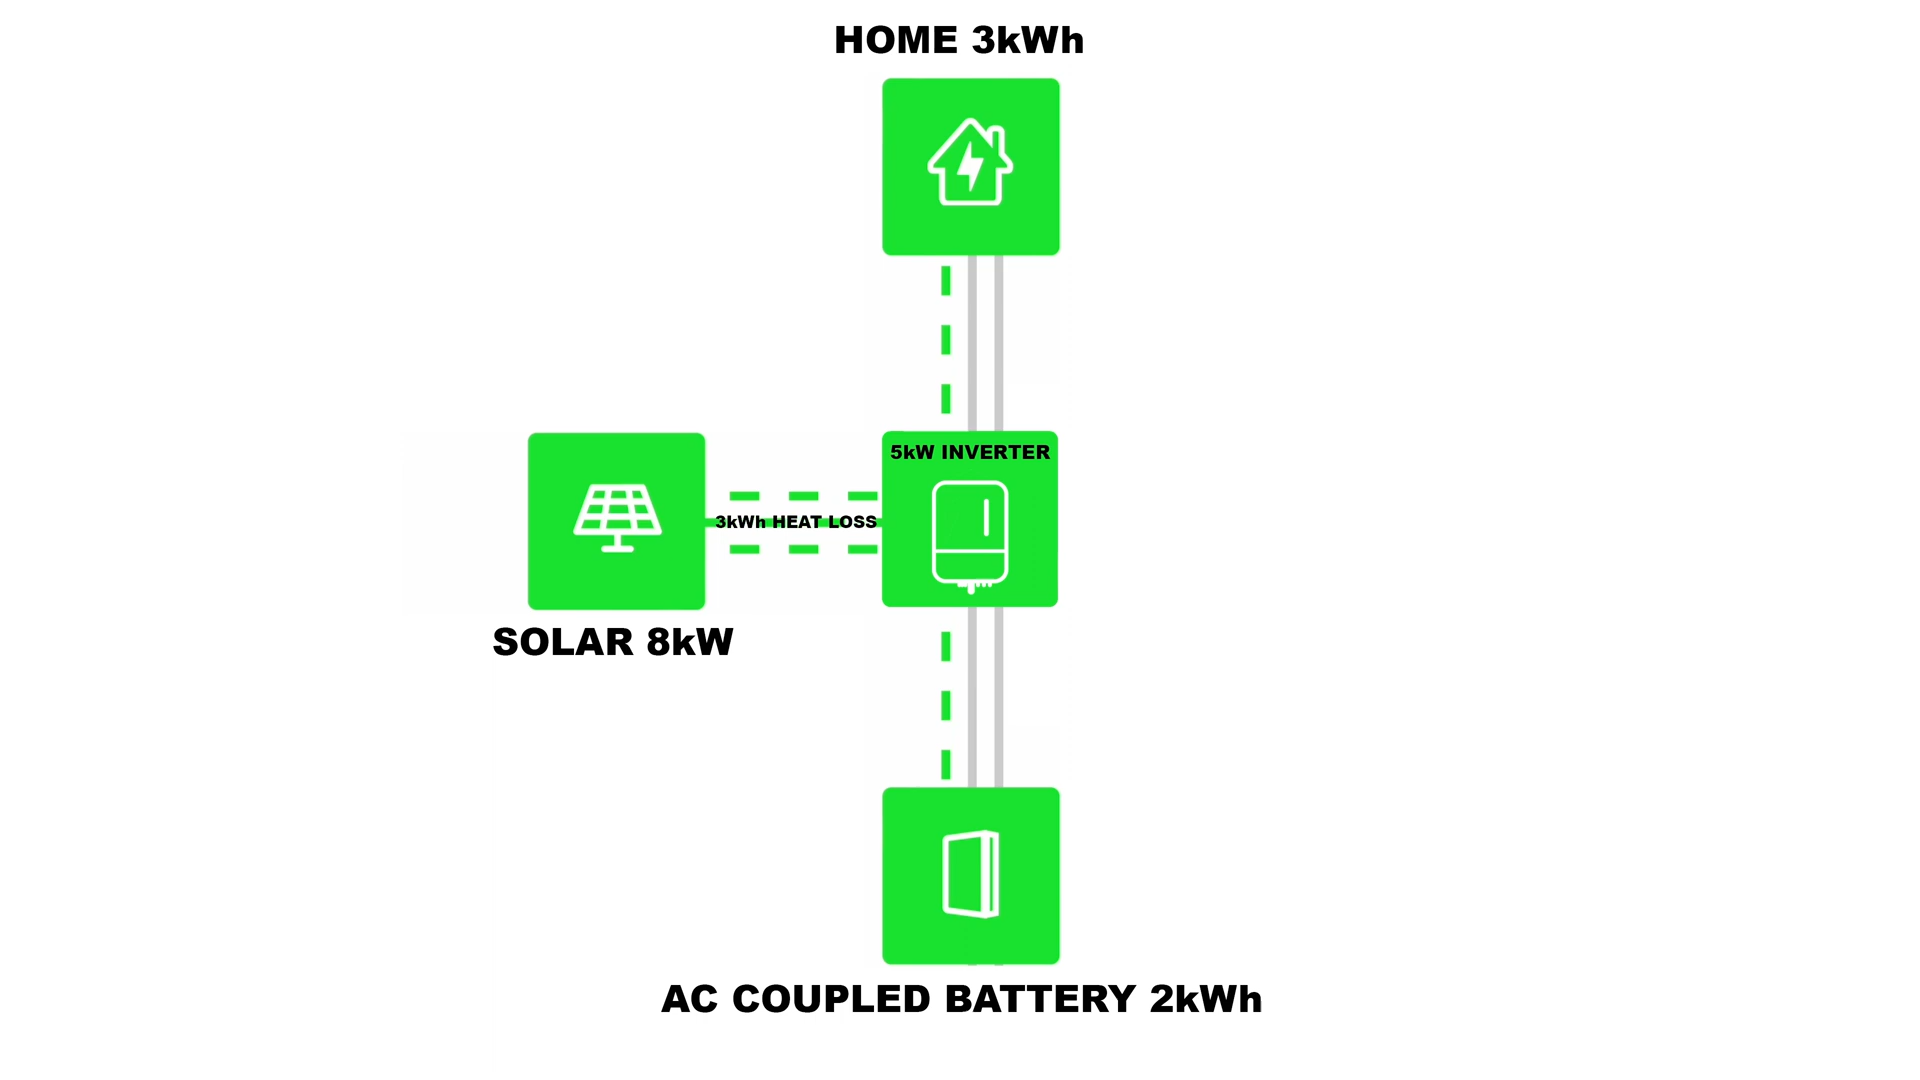 HOME 3kWh
5kW INVERTER
3kWh HEAT LOSS
SOLAR 8kW
AC COUPLED BATTERY 2kWh